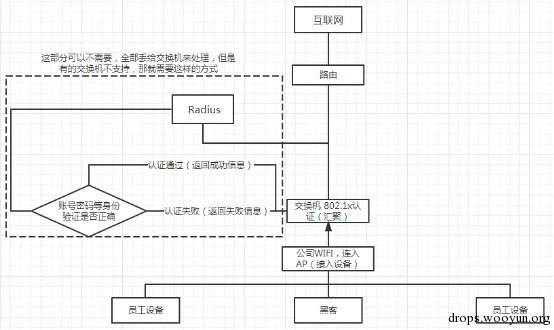 互联网
这部分可以不需要，全部丢给交换机来处理，但是
有的交换机不支持，那就需要这样的方式
路由
Radius
认证通过（返回成功信息）
账号密码等身份
验证是否正确
认证失败（返回失败信息）
交换机 802.1x认
证（汇聚）
公司WIFI，连入
AP（接入设备）
员工设备
黑客
员工设备
drops.wooyun.org